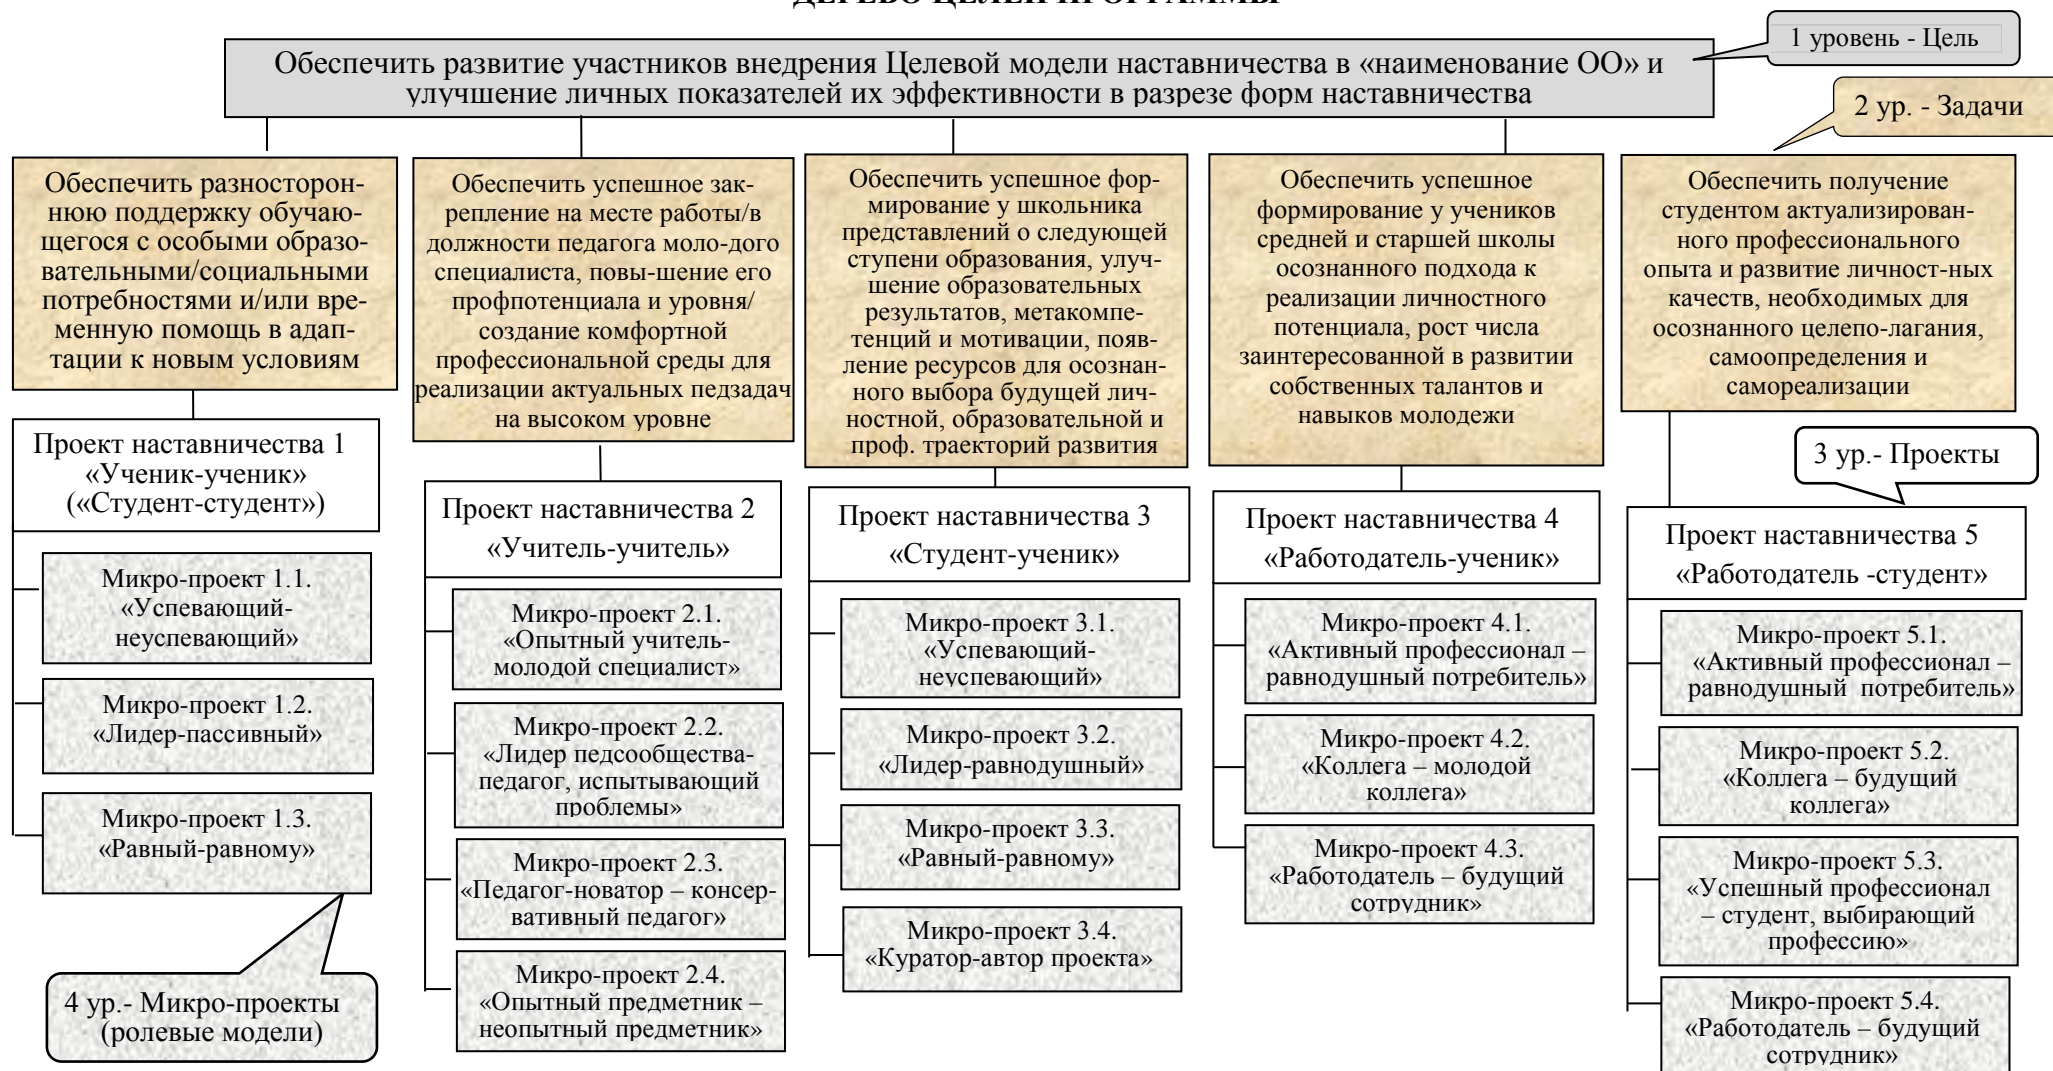 ДЕРЕВО ЦЕЛЕЙ ПРОГРАММЫ
1 уровень - Цель
Обеспечить развитие участников внедрения Целевой модели наставничества в «наименование ОО» и
улучшение личных показателей их эффективности в разрезе форм наставничества
2 ур. - Задачи
Обеспечить разносторон-
нюю поддержку обучаю-
щегося с особыми образо-
вательными/социальными
потребностями и/или вре-
менную помощь в адап-
тации к новым условиям
Обеспечить успешное зак-
репление на месте работы/в
должности педагога моло-дого
специалиста, повы-шение его
профпотенциала и уровня/
создание комфортной
профессиональной среды для
реализации актуальных педзадач
на высоком уровне
Обеспечить успешное фор-
мирование у школьника
представлений о следующей
ступени образования, улуч-
шение образовательных
результатов, метакомпе-
тенций и мотивации, появ-
ление ресурсов для осознан-
ного выбора будущей лич-
ностной, образовательной и
проф. траекторий развития
Обеспечить успешное
формирование у учеников
средней и старшей школы
осознанного подхода к
реализации личностного
потенциала, рост числа
заинтересованной в развитии
собственных талантов и
навыков молодежи
Обеспечить получение
студентом актуализирован-
ного профессионального
опыта и развитие личност-ных
качеств, необходимых для
осознанного целепо-лагания,
самоопределения и
самореализации
3 ур.- Проекты
Проект наставничества 1
«Ученик-ученик»
(«Студент-студент»)
Микро-проект 1.1.
«Успевающий-
неуспевающий»
Микро-проект 1.2.
«Лидер-пассивный»
Микро-проект 1.3.
«Равный-равному»
4 ур.- Микро-проекты
(ролевые модели)
Проект наставничества 2
«Учитель-учитель»
Микро-проект 2.1.
«Опытный учитель-
молодой специалист»
Микро-проект 2.2.
«Лидер педсообщества-
педагог, испытывающий
проблемы»
Микро-проект 2.3.
«Педагог-новатор – консер-
вативный педагог»
Микро-проект 2.4.
«Опытный предметник –
неопытный предметник»
Проект наставничества 3
«Студент-ученик»
Микро-проект 3.1.
«Успевающий-
неуспевающий»
Микро-проект 3.2.
«Лидер-равнодушный»
Микро-проект 3.3.
«Равный-равному»
Микро-проект 3.4.
«Куратор-автор проекта»
Проект наставничества 4
«Работодатель-ученик»
Микро-проект 4.1.
«Активный профессионал –
равнодушный потребитель»
Микро-проект 4.2.
«Коллега – молодой
коллега»
Микро-проект 4.3.
«Работодатель – будущий
сотрудник»
Проект наставничества 5
«Работодатель -студент»
Микро-проект 5.1.
«Активный профессионал –
равнодушный потребитель»
Микро-проект 5.2.
«Коллега – будущий
коллега»
Микро-проект 5.3.
«Успешный профессионал
– студент, выбирающий
профессию»
Микро-проект 5.4.
«Работодатель – будущий
сотрудник»